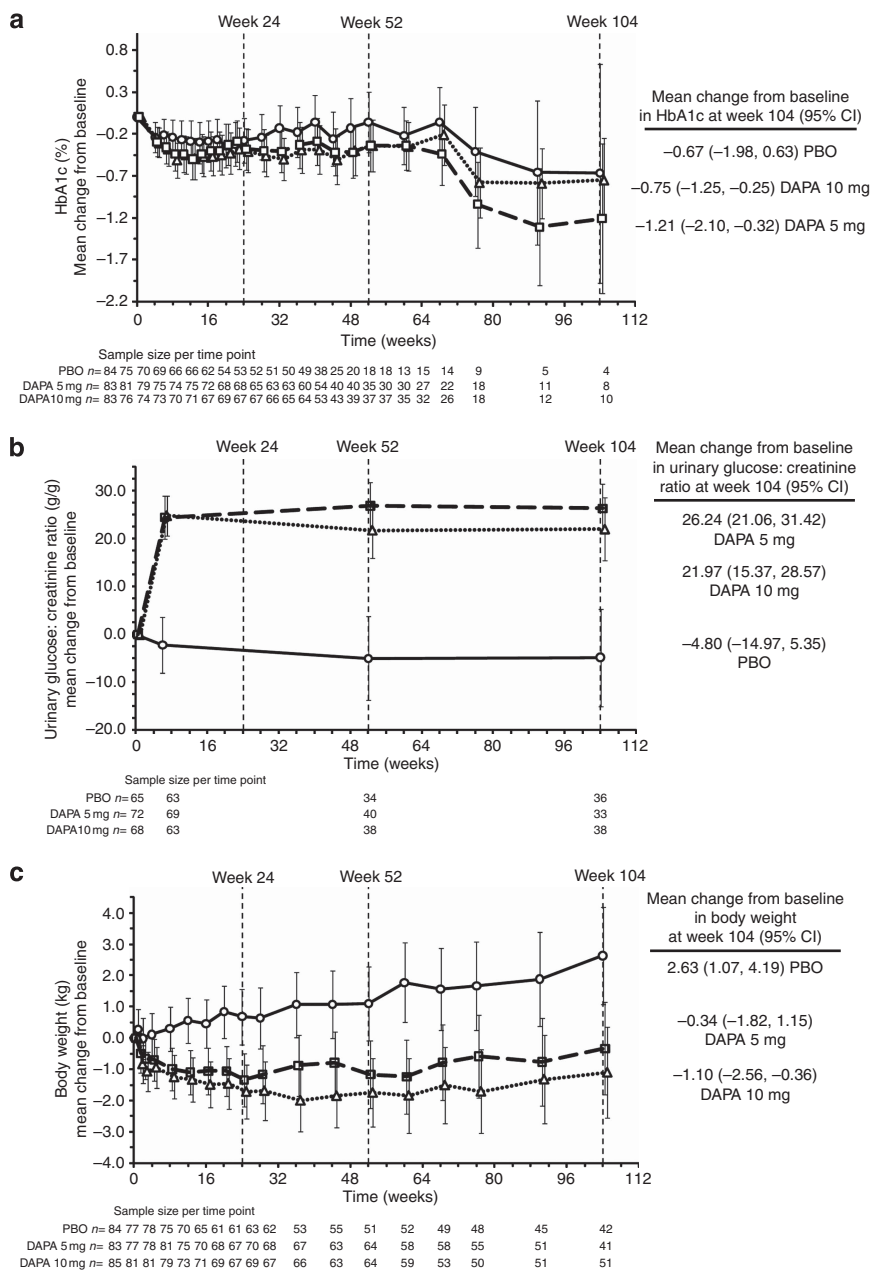 a
Week 24
Week 52
Week 104
0.8
0.3
−0.2
−0.7
−1.2
−1.7
−2.2
HbA1c (%)
Mean change from baseline
0 16 32 48 64 80 96 112
Time (weeks)
Mean change from baseline
in HbA1c at week 104 (95% CI)
−0.67 (−1.98, 0.63) PBO
−0.75 (−1.25, −0.25) DAPA 10 mg
−1.21 (−2.10, −0.32) DAPA 5 mg
Sample size per time point
PBO n= 84 75 70 69 66 66 62 54 53 52 51 50 49 38 25 20 18 18 13 15 14 9 5 4
DAPA 5 mg n= 83 81 79 75 74 75 72 68 68 65 63 63 60 54 40 40 35 30 30 27 22 18 11 8
DAPA10 mg n= 83 76 74 73 70 71 67 69 67 67 66 65 64 53 43 39 37 37 35 32 26 18 12 10
b
Week 24
Week 52
Week 104
30.0
20.0
10.0
0.0
−10.0
−20.0
Urinary glucose: creatinine ratio (g/g)
mean change from baseline
0 16 32 48 64 80 96 112
Time (weeks)
Mean change from baseline
in urinary glucose: creatinine
ratio at week 104 (95% CI)
26.24 (21.06, 31.42)
DAPA 5 mg
21.97 (15.37, 28.57)
DAPA 10 mg
−4.80 (−14.97, 5.35)
PBO
Sample size per time point
PBO n= 65 63 34 36
DAPA 5 mg n= 72 69 40 33
DAPA10 mg n= 68 63 38 38
c
Week 24
Week 52
Week 104
4.0
3.0
2.0
1.0
0.0
−1.0
−2.0
−3.0
−4.0
Body weight (kg)
mean change from baseline
0 16 32 48 64 80 96 112
Time (weeks)
Mean change from baseline
in body weight
at week 104 (95% CI)
2.63 (1.07, 4.19) PBO
−0.34 (−1.82, 1.15)
DAPA 5 mg
−1.10 (−2.56, −0.36)
DAPA 10 mg
Sample size per time point
PBO n= 84 77 78 75 70 65 61 61 63 62 53 55 51 52 49 48 45 42
DAPA 5 mg n= 83 77 78 81 75 70 68 67 70 68 67 63 64 58 58 55 51 41
DAPA 10 mg n= 85 81 81 79 73 71 69 67 69 67 66 63 64 59 53 50 51 51